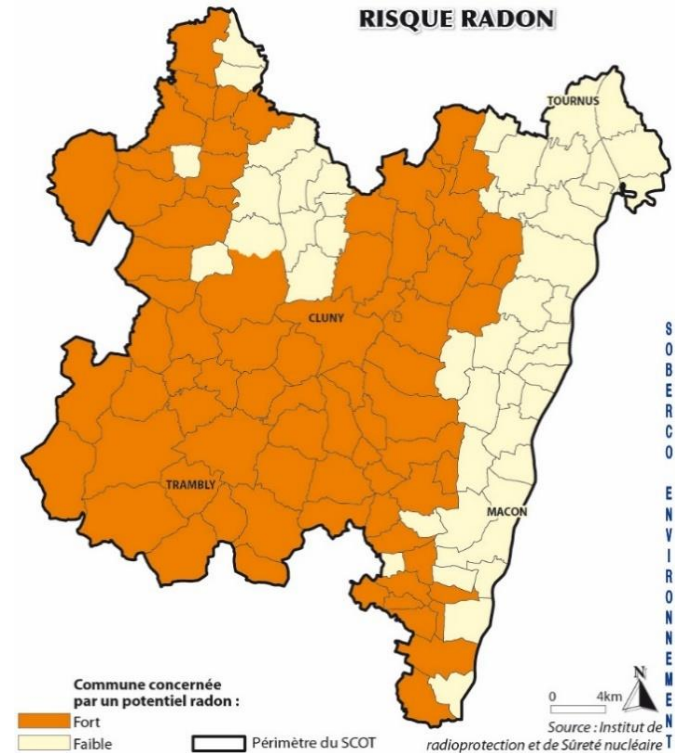 RISQUE RADON
TOURNUS
CLUNY
TRAMBLY
MACON
SOBERCO ENVIRONNEMENT
Commune concernée
par un potentiel radon :
Fort
Faible
Périmètre du SCOT
0 4km
N
Source : Institut de
radioprotection et de Sûreté nucléaire